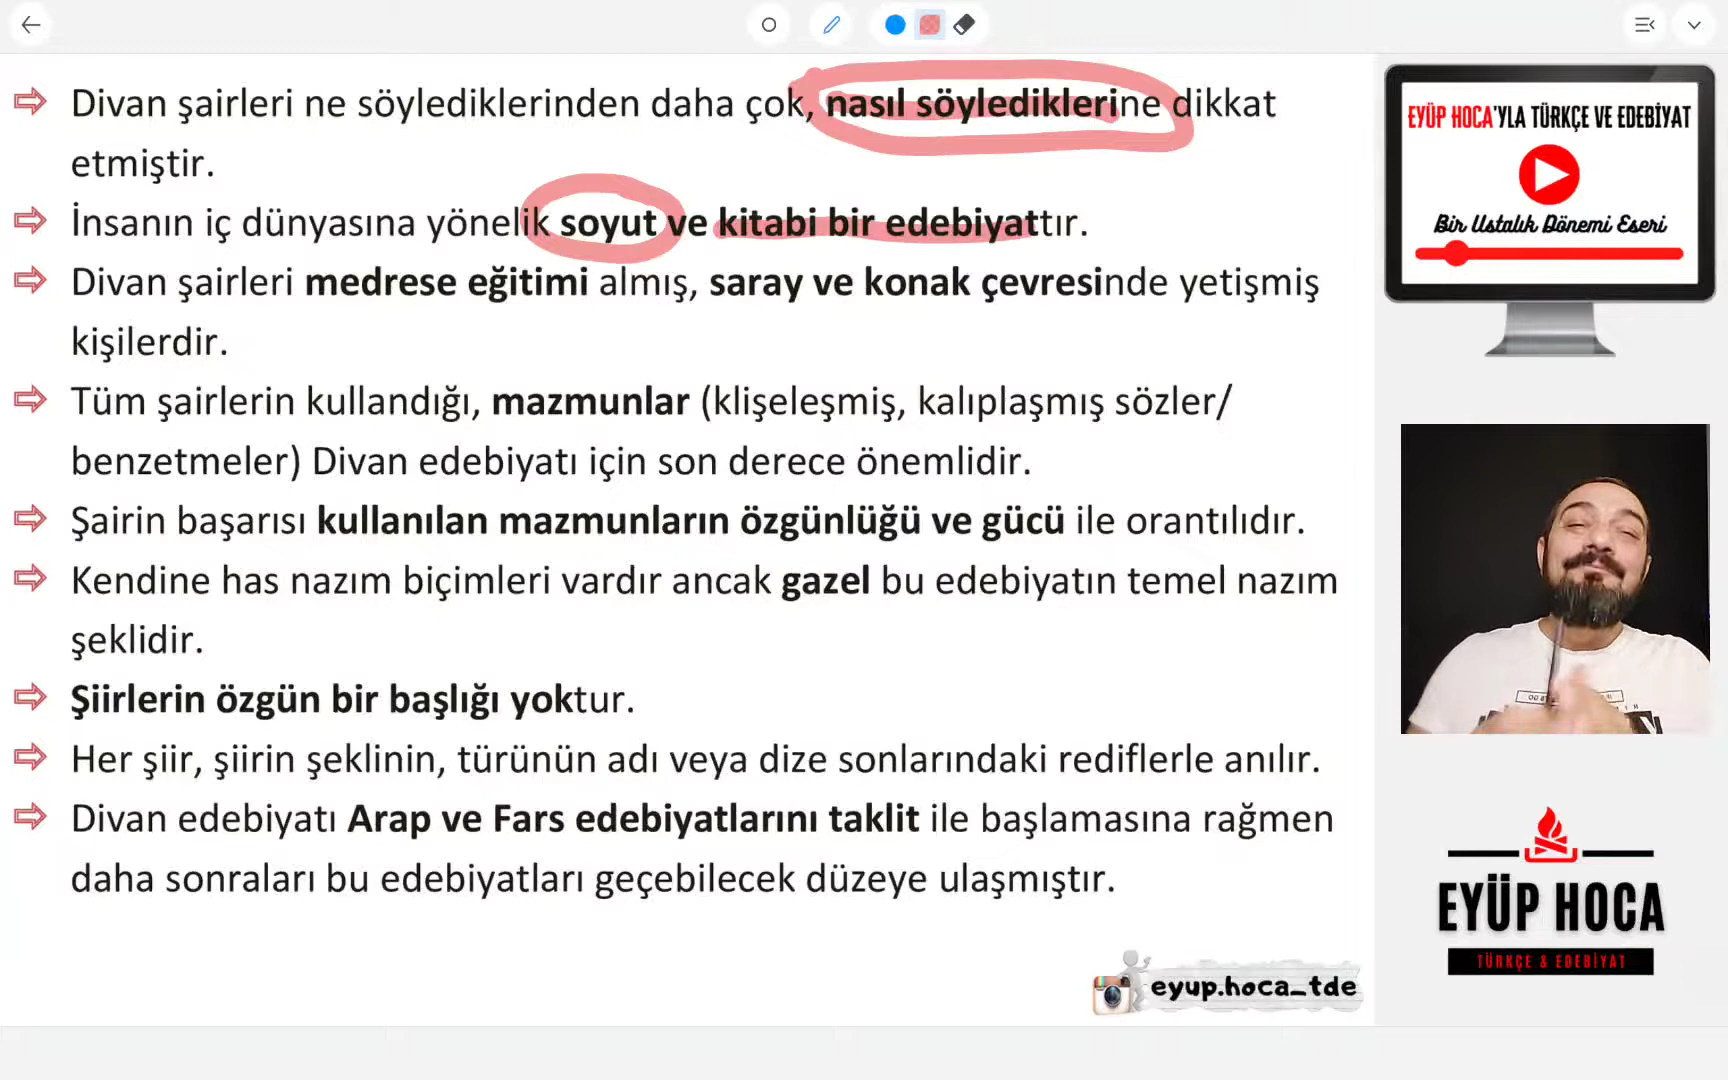 Divan şairleri ne söylediklerinden daha çok, nasıl söylediklerine dikkat
etmiştir.
İnsanın iç dünyasına yönelik soyut ve kitabi bir edebiyattır.
Divan şairleri medrese eğitimi almış, saray ve konak çevresinde yetişmiş
kişilerdir.
Tüm şairlerin kullandığı, mazmunlar (klişeleşmiş, kalıplaşmış sözler/
benzetmeler) Divan edebiyatı için son derece önemlidir.
Şairin başarısı kullanılan mazmunların özgünlüğü ve gücü ile orantılıdır.
Kendine has nazım biçimleri vardır ancak gazel bu edebiyatın temel nazım
şeklidir.
Şiirlerin özgün bir başlığı yoktur.
Her şiir, şiirin şeklinin, türünün adı veya dize sonlarındaki rediflerle anılır.
Divan edebiyatı Arap ve Fars edebiyatlarını taklit ile başlamasına rağmen
daha sonraları bu edebiyatları geçebilecek düzeye ulaşmıştır.
eyup.hoca_tde
EYÜP HOCA'YLA TÜRKÇE VE EDEBİYAT
Bir Ustalık Dönemi Eseri
EYÜP HOCA
TÜRKÇE & EDEBİYAT